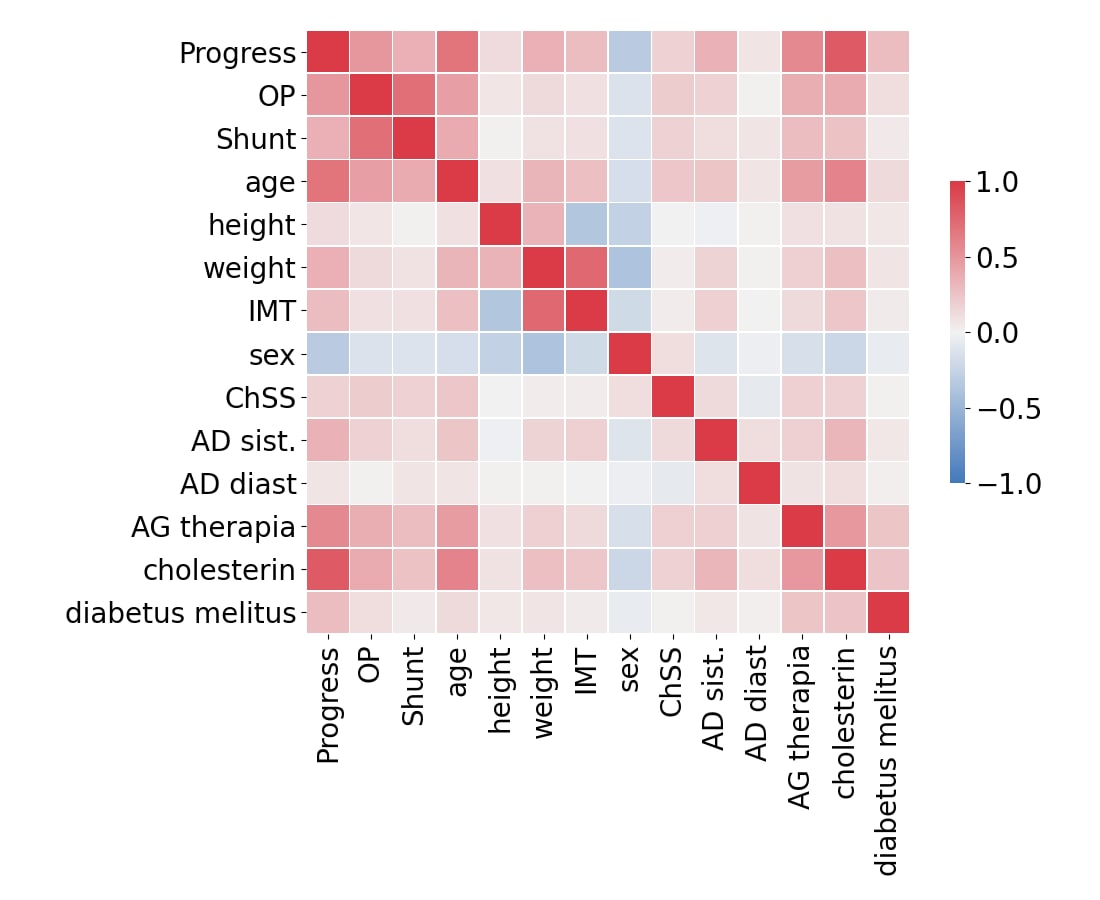 Progress
OP
Shunt
age
height
weight
IMT
sex
ChSS
AD sist.
AD diast
AG therapia
cholesterin
diabetus melitus
Progress
OP
Shunt
age
height
weight
IMT
sex
ChSS
AD sist.
AD diast
AG therapia
cholesterin
diabetus melitus
1.0
0.5
0.0
−0.5
−1.0